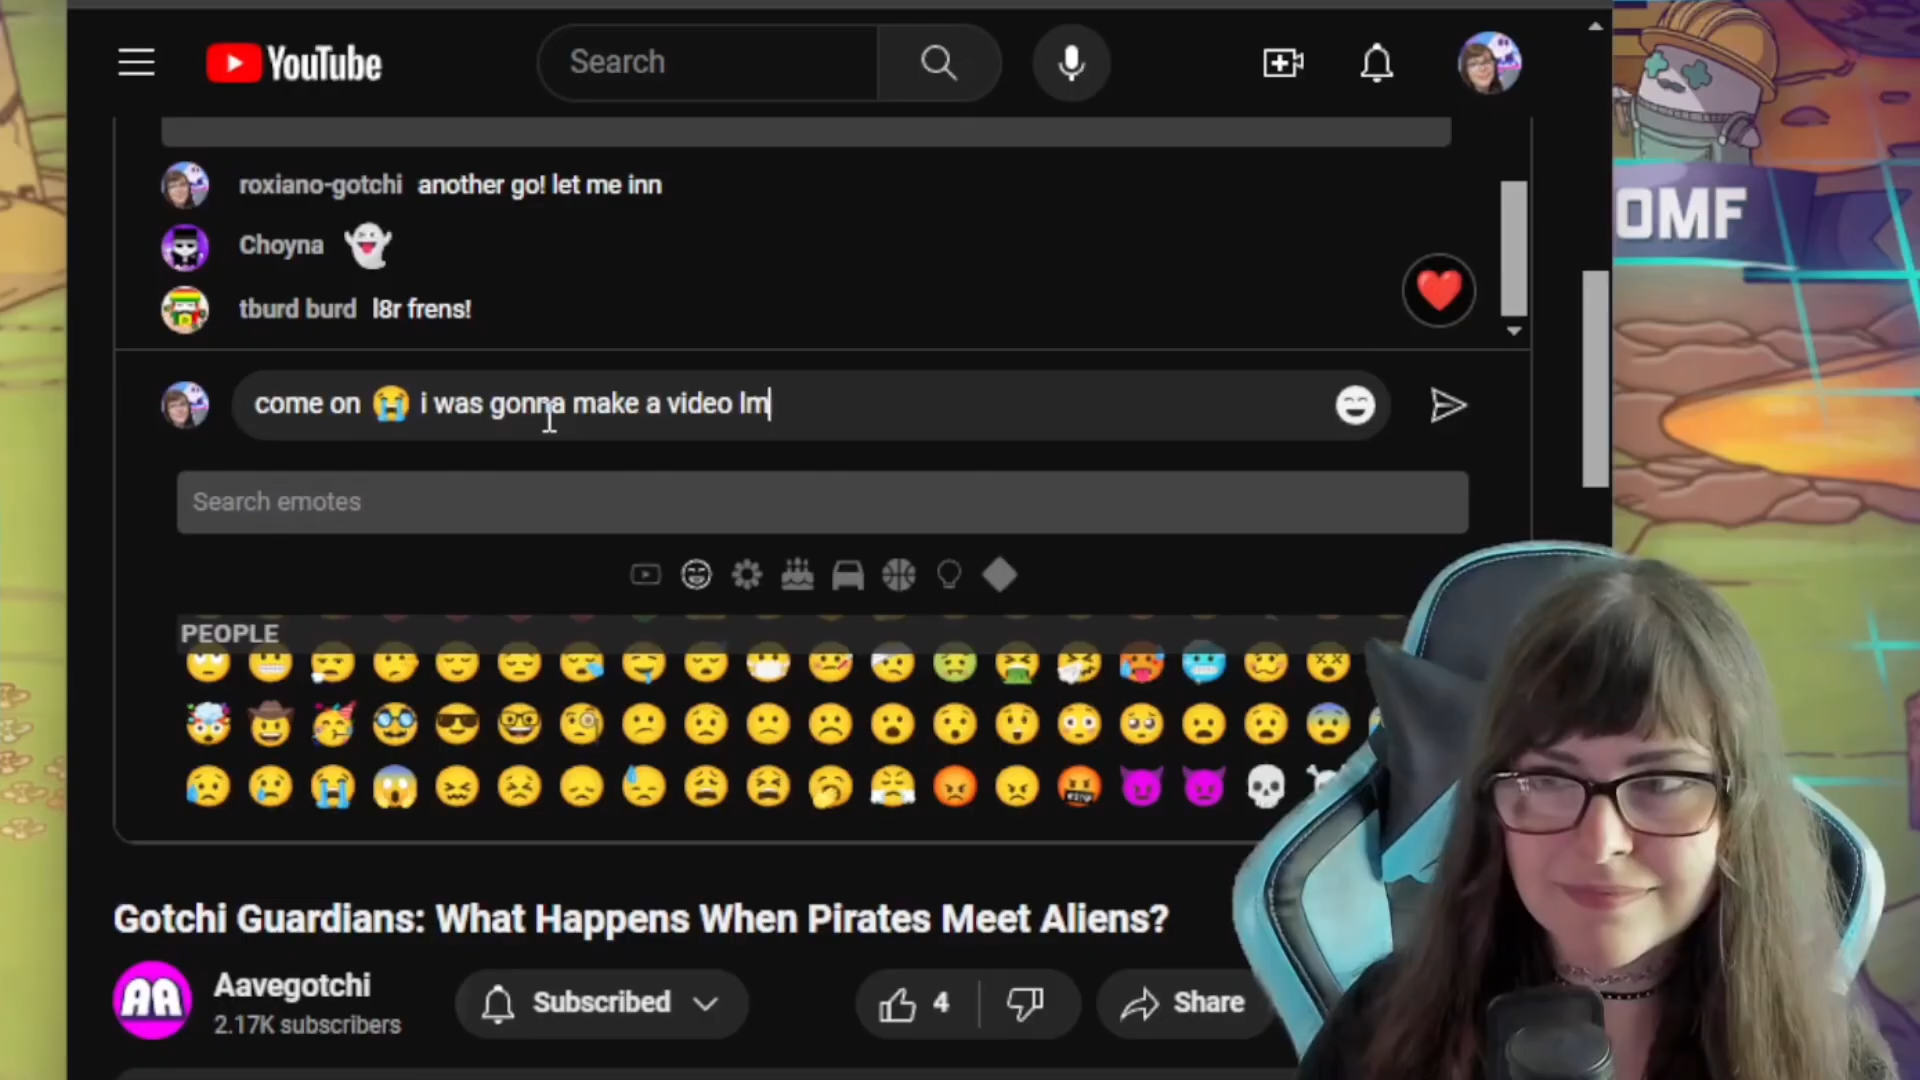 YouTube
Search
roxiano-gotchi another go! let me inn
Choyna 👻
tburd burd l8r frens!
OMF
come on 😭 i was gonna make a video lm
Search emotes
PEOPLE
Gotchi Guardians: What Happens When Pirates Meet Aliens?
Aavegotchi
2.17K subscribers
Subscribed
4
Share